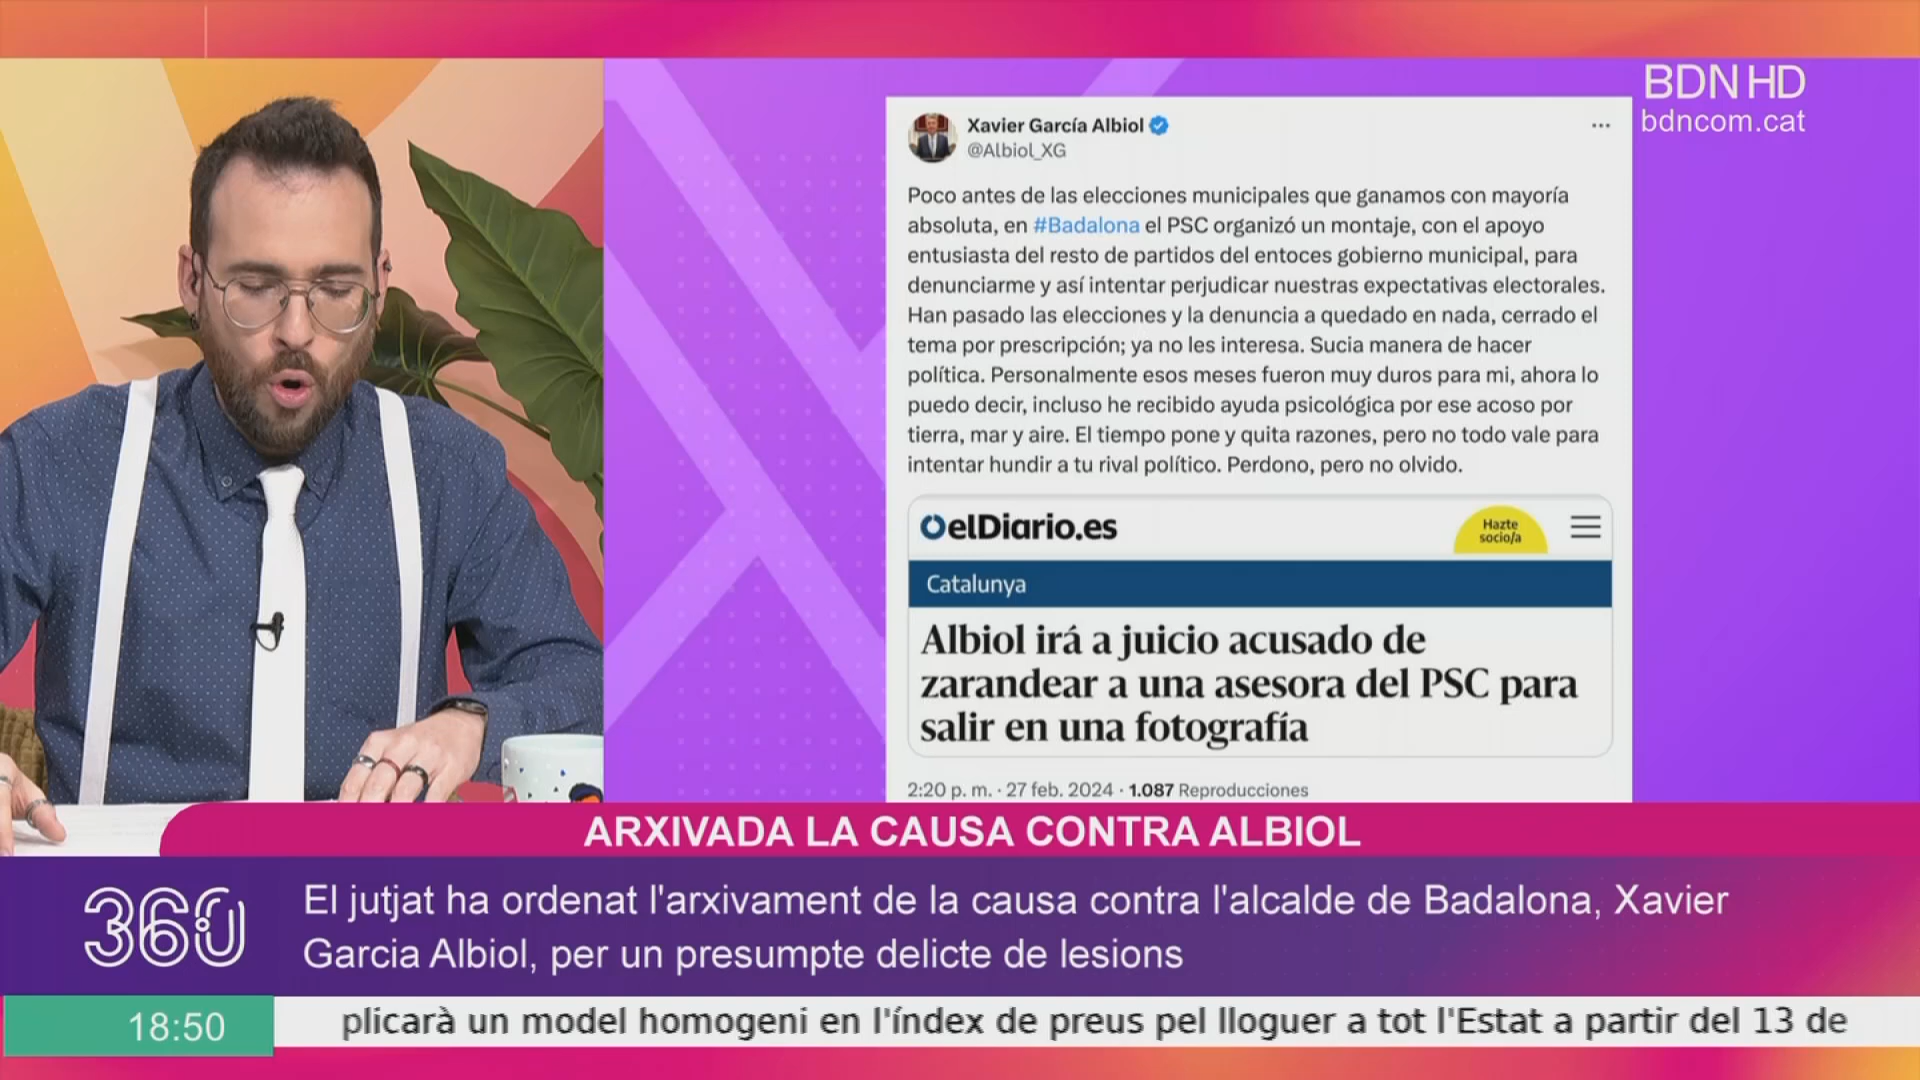 BDN HD
bdncom.cat
Xavier García Albiol
@Albiol_XG
Poco antes de las elecciones municipales que ganamos con mayoría
absoluta, en #Badalona el PSC organizó un montaje, con el apoyo
entusiasta del resto de partidos del entoces gobierno municipal, para
denunciarme y así intentar perjudicar nuestras expectativas electorales.
Han pasado las elecciones y la denuncia a quedado en nada, cerrado el
tema por prescripción; ya no les interesa. Sucia manera de hacer
política. Personalmente esos meses fueron muy duros para mi, ahora lo
puedo decir, incluso he recibido ayuda psicológica por ese acoso por
tierra, mar y aire. El tiempo pone y quita razones, pero no todo vale para
intentar hundir a tu rival político. Perdono, pero no olvido.
elDiario.es
Hazte
socio/a
Catalunya
Albiol irá a juicio acusado de
zarandear a una asesora del PSC para
salir en una fotografía
2:20 p. m. · 27 feb. 2024 · 1.087 Reproducciones
ARXIVADA LA CAUSA CONTRA ALBIOL
360
El jutjat ha ordenat l'arxivament de la causa contra l'alcalde de Badalona, Xavier
Garcia Albiol, per un presumpte delicte de lesions
18:50
plicarà un model homogeni en l'índex de preus pel lloguer a tot l'Estat a partir del 13 de